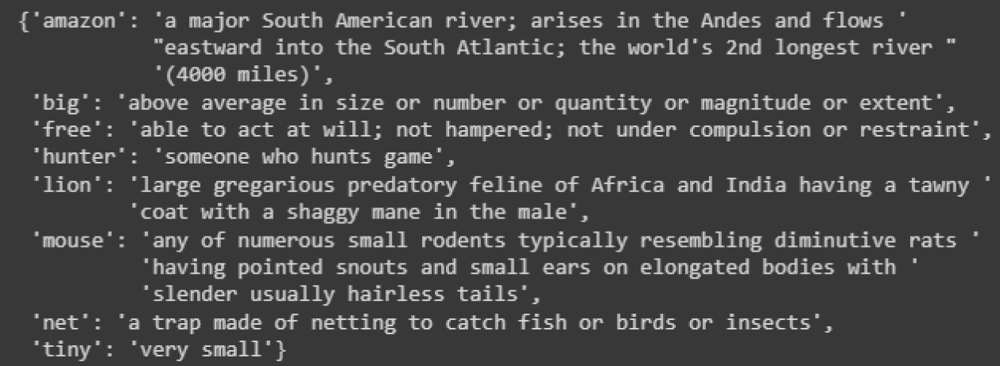 {'amazon': 'a major South American river; arises in the Andes and flows '
"eastward into the South Atlantic; the world's 2nd longest river "
'(4000 miles)',
'big': 'above average in size or number or quantity or magnitude or extent',
'free': 'able to act at will; not hampered; not under compulsion or restraint',
'hunter': 'someone who hunts game',
'lion': 'large gregarious predatory feline of Africa and India having a tawny '
'coat with a shaggy mane in the male',
'mouse': 'any of numerous small rodents typically resembling diminutive rats '
'having pointed snouts and small ears on elongated bodies with '
'slender usually hairless tails',
'net': 'a trap made of netting to catch fish or birds or insects',
'tiny': 'very small'}